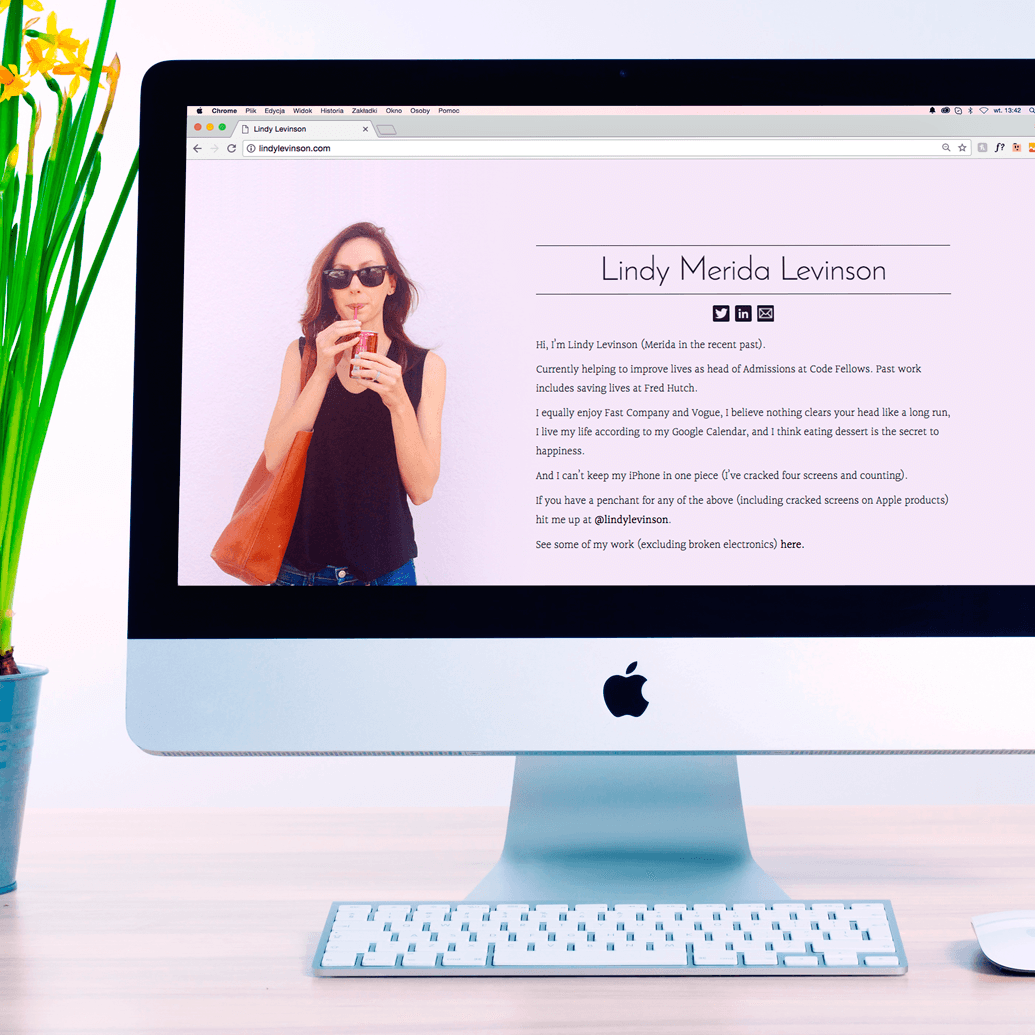 Chrome Plik Edycja Widok Historia Zakładki Okno Osoby Pomoc wt. 13:42
Lindy Levinson
lindylevinson.com
f?
Lindy Merida Levinson
in
Hi, I'm Lindy Levinson (Merida in the recent past).
Currently helping to improve lives as head of Admissions at Code Fellows. Past work
includes saving lives at Fred Hutch.
I equally enjoy Fast Company and Vogue, I believe nothing clears your head like a long run,
I live my life according to my Google Calendar, and I think eating dessert is the secret to
happiness.
And I can't keep my iPhone in one piece (I've cracked four screens and counting).
If you have a penchant for any of the above (including cracked screens on Apple products)
hit me up at @lindylevinson.
See some of my work (excluding broken electronics) here.